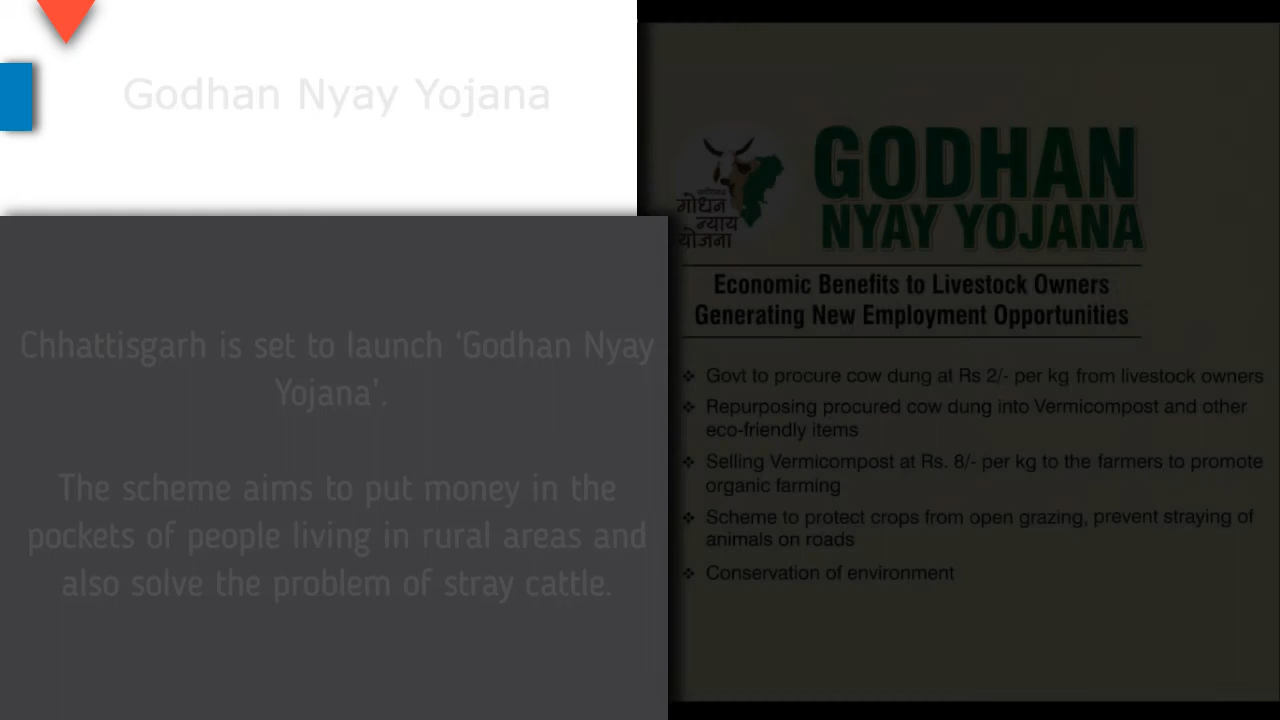 Godhan Nyay Yojana
Chhattisgarh is set to launch ‘Godhan Nyay
Yojana’.
The scheme aims to put money in the
pockets of people living in rural areas and
also solve the problem of stray cattle.
गोधन
न्याय
योजना
GODHAN
NYAY YOJANA
Economic Benefits to Livestock Owners
Generating New Employment Opportunities
❖ Govt to procure cow dung at Rs 2/- per kg from livestock owners
❖ Repurposing procured cow dung into Vermicompost and other
eco-friendly items
❖ Selling Vermicompost at Rs. 8/- per kg to the farmers to promote
organic farming
❖ Scheme to protect crops from open grazing, prevent straying of
animals on roads
❖ Conservation of environment